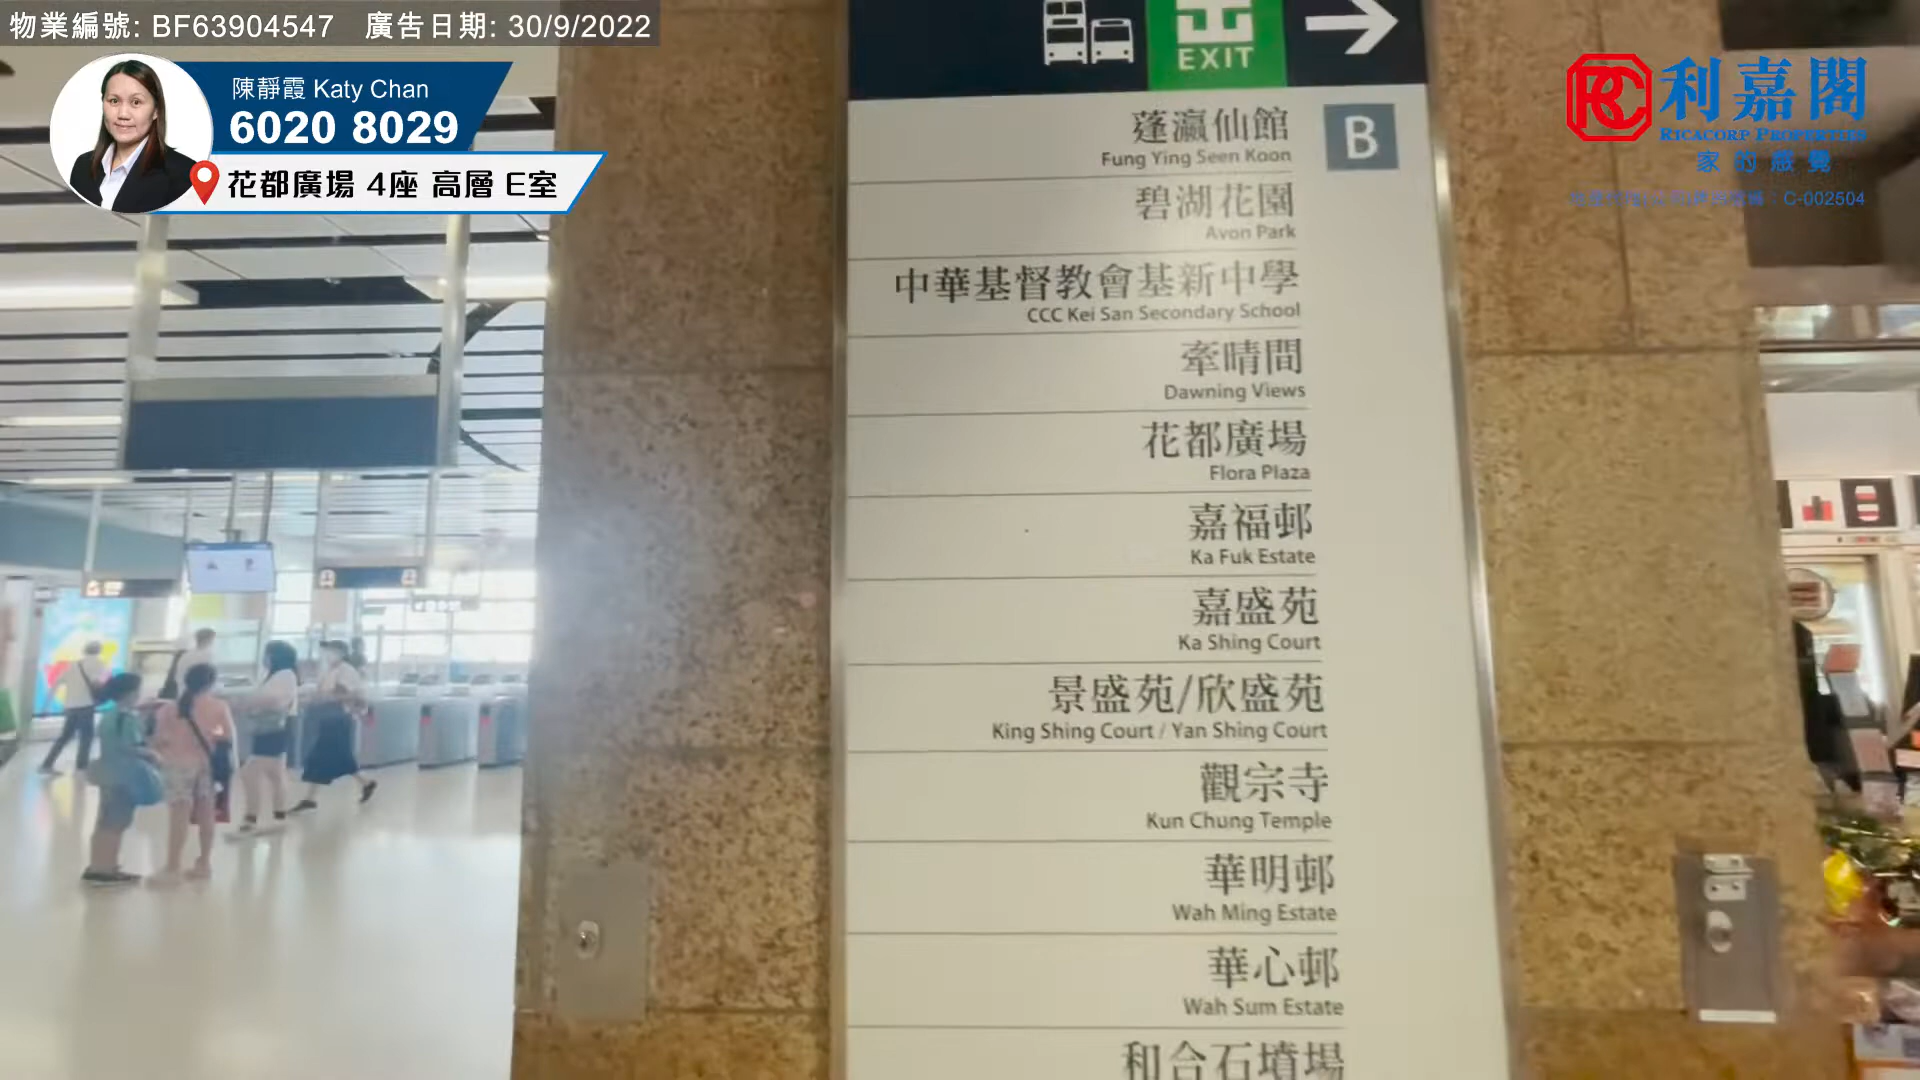 物業編號: BF63904547 廣告日期: 30/9/2022
陳靜霞 Katy Chan
6020 8029
花都廣場 4座 高層 E室
EXIT
利嘉閣
RICACORP PROPERTIES
家的感覺
C-002504
B
蓬瀛仙館
Fung Ying Seen Koon
碧湖花園
Avon Park
中華基督教會基新中學
CCC Kei San Secondary School
牽晴間
Dawning Views
花都廣場
Flora Plaza
嘉福邨
Ka Fuk Estate
嘉盛苑
Ka Shing Court
景盛苑/欣盛苑
King Shing Court / Yan Shing Court
觀宗寺
Kun Chung Temple
華明邨
Wah Ming Estate
華心邨
Wah Sum Estate
和合石墳場